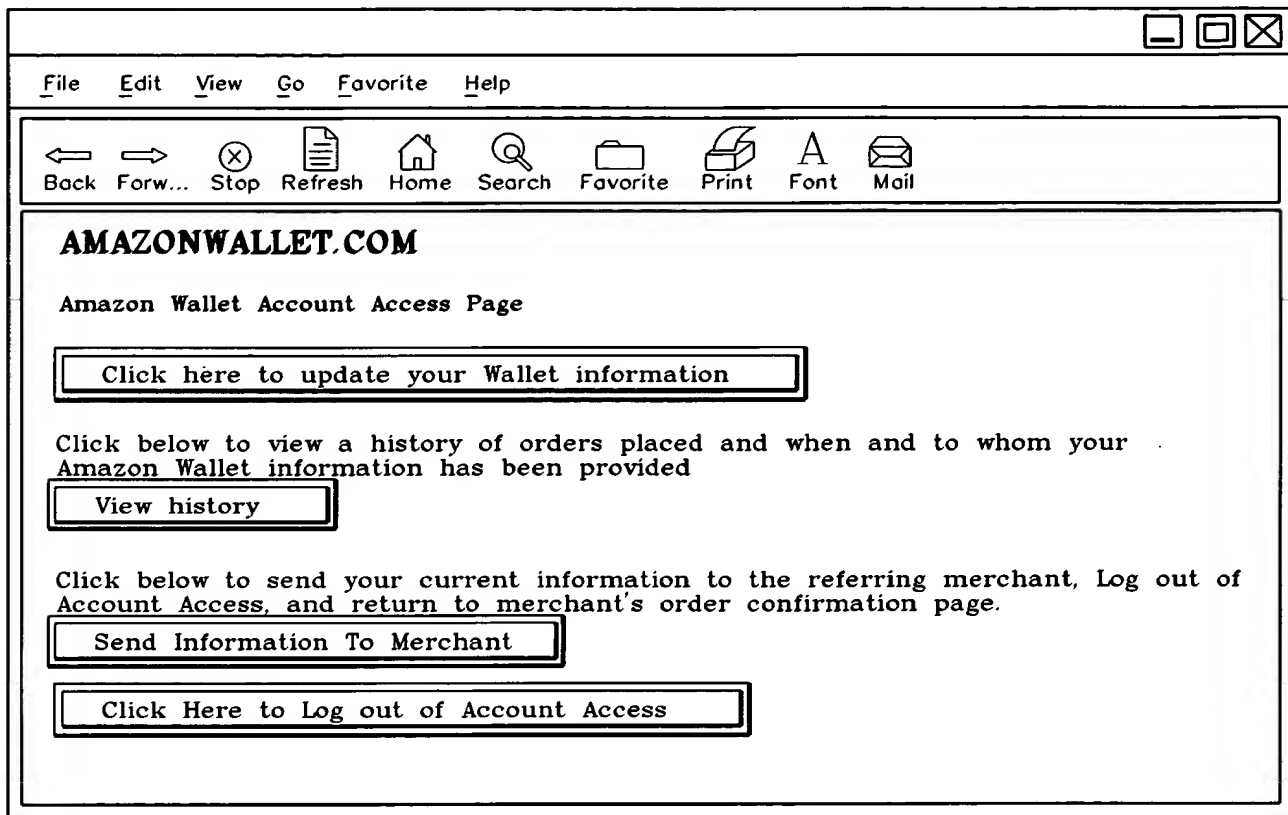 File Edit View Go Favorite Help
Back Forw... Stop Refresh Home Search Favorite Print Font Mail
AMAZONWALLET.COM
Amazon Wallet Account Access Page
Click here to update your Wallet information
Click below to view a history of orders placed and when and to whom your
Amazon Wallet information has been provided
View history
Click below to send your current information to the referring merchant, Log out of
Account Access, and return to merchant's order confirmation page.
Send Information To Merchant
Click Here to Log out of Account Access